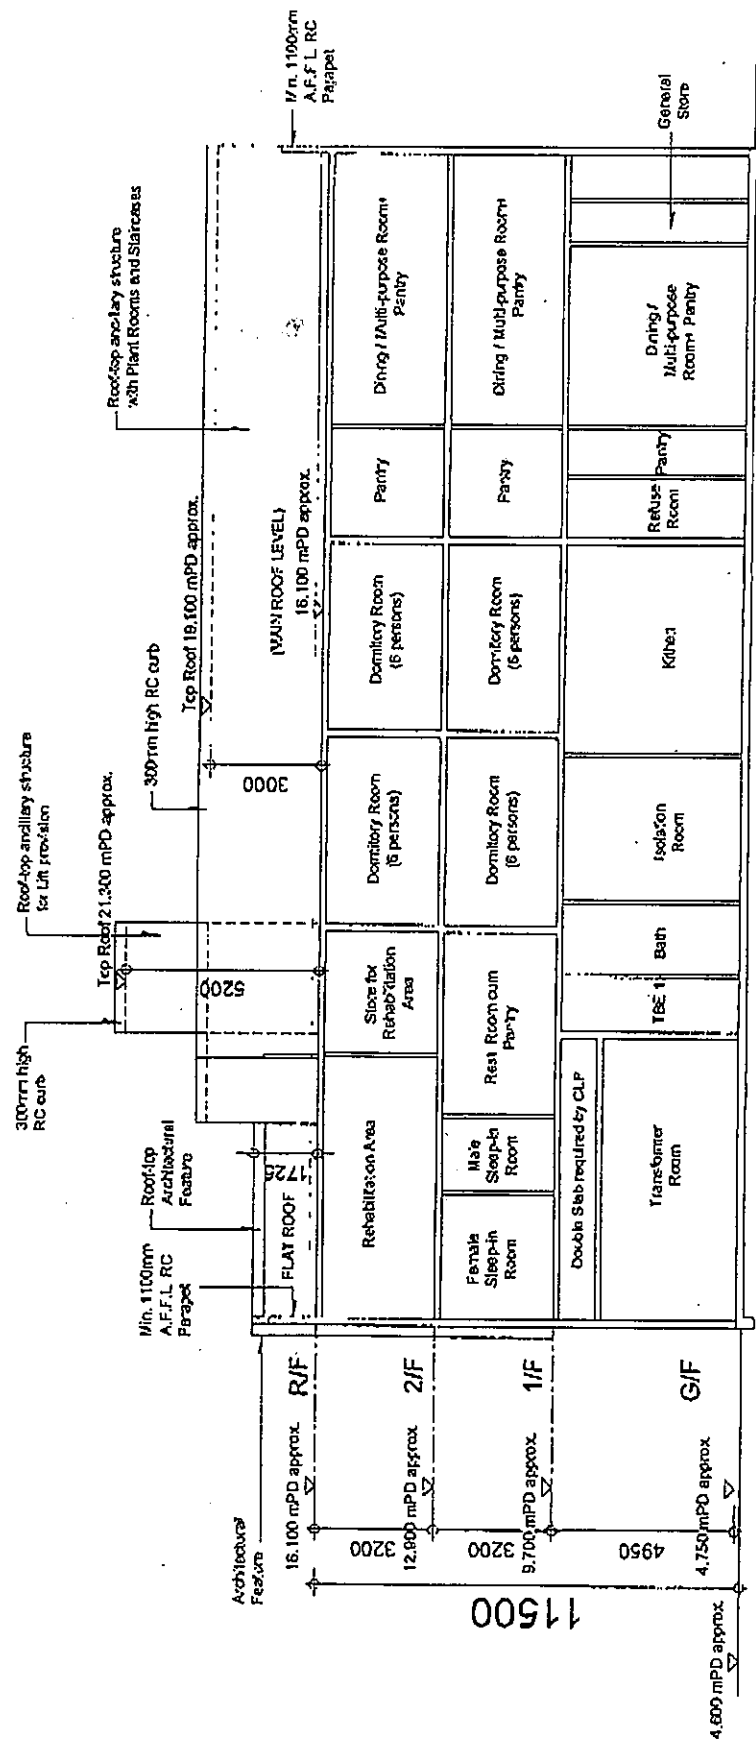 300mm high
RC curb
Roof-top ancillary structure
for Lift provision
Top Roof 21.300 mPD approx.
5200
300mm high RC curb
Top Roof 19.100 mPD approx.
3000
Roof-top ancillary structure
with Plant Rooms and Staircases
Min. 1100mm
A.F.F.L. RC
Parapet
Roof-top
Architectural
Feature
Min. 1100mm
A.F.F.L. RC
Parapet
Architectural
Feature
1725
FLAT ROOF
(MAIN ROOF LEVEL)
16.100 mPD approx.
16.100 mPD approx.
R/F
3200
Rehabilitation Area
Store for
Rehabilitation
Area
Dormitory Room
(6 persons)
Dormitory Room
(6 persons)
Pantry
Dining / Multi-purpose Room+
Pantry
12.900 mPD approx.
2/F
3200
Female
Sleep-in
Room
Male
Sleep-in
Room
Rest Room cum
Pantry
Dormitory Room
(6 persons)
Dormitory Room
(6 persons)
Pantry
Dining / Multi-purpose Room+
Pantry
9.700 mPD approx.
1/F
4950
11500
Double Slab required by CLP
Transformer
Room
TBE 1
Bath
Isolation
Room
Kithen
Refuse
Room
Pantry
Dining /
Multi-purpose
Room+ Pantry
General
Store
4.750 mPD approx
G/F
4.600 mPD approx